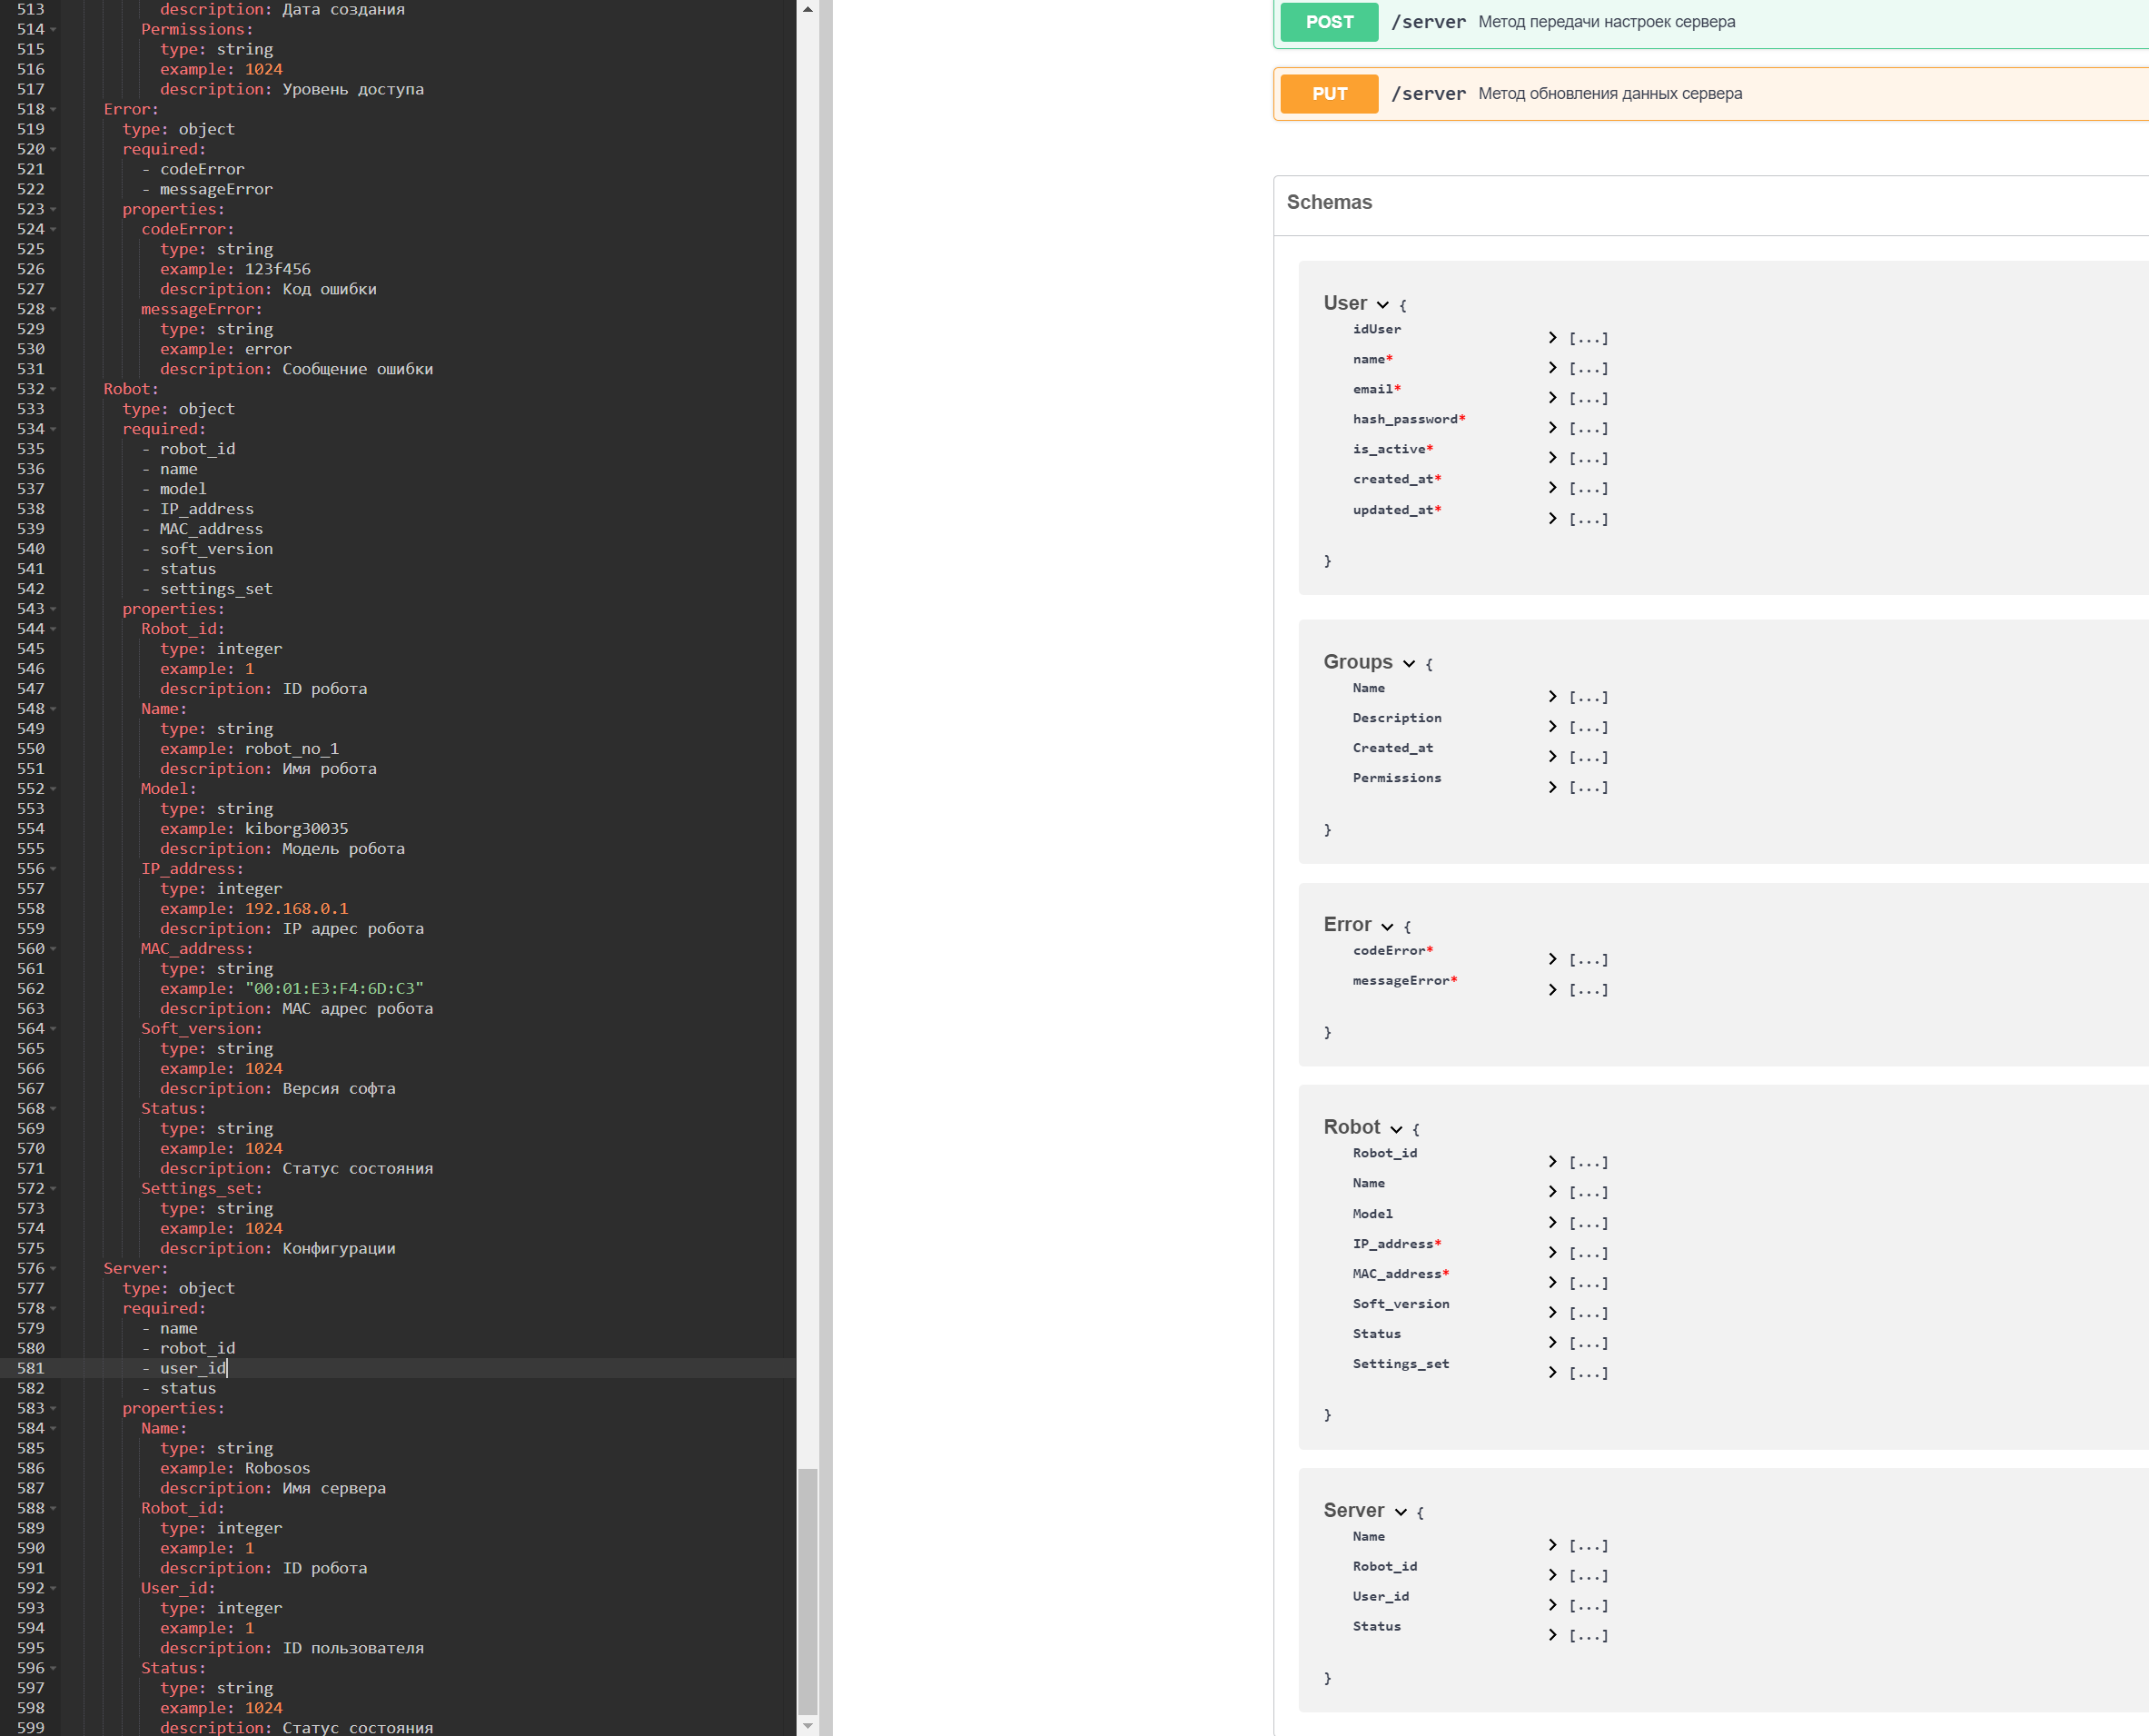 513 description: Дата создания
514 Permissions:
515 type: string
516 example: 1024
517 description: Уровень доступа
518 Error:
519 type: object
520 required:
521 - codeError
522 - messageError
523 properties:
524 codeError:
525 type: string
526 example: 123f456
527 description: Код ошибки
528 messageError:
529 type: string
530 example: error
531 description: Сообщение ошибки
532 Robot:
533 type: object
534 required:
535 - robot_id
536 - name
537 - model
538 - IP_address
539 - MAC_address
540 - soft_version
541 - status
542 - settings_set
543 properties:
544 Robot_id:
545 type: integer
546 example: 1
547 description: ID робота
548 Name:
549 type: string
550 example: robot_no_1
551 description: Имя робота
552 Model:
553 type: string
554 example: kiborg30035
555 description: Модель робота
556 IP_address:
557 type: integer
558 example: 192.168.0.1
559 description: IP адрес робота
560 MAC_address:
561 type: string
562 example: "00:01:E3:F4:6D:C3"
563 description: MAC адрес робота
564 Soft_version:
565 type: string
566 example: 1024
567 description: Версия софта
568 Status:
569 type: string
570 example: 1024
571 description: Статус состояния
572 Settings_set:
573 type: string
574 example: 1024
575 description: Конфигурации
576 Server:
577 type: object
578 required:
579 - name
580 - robot_id
581 - user_id
582 - status
583 properties:
584 Name:
585 type: string
586 example: Robosos
587 description: Имя сервера
588 Robot_id:
589 type: integer
590 example: 1
591 description: ID робота
592 User_id:
593 type: integer
594 example: 1
595 description: ID пользователя
596 Status:
597 type: string
598 example: 1024
599 description: Статус состояния
POST /server Метод передачи настроек сервера
PUT /server Метод обновления данных сервера
Schemas
User {
idUser [...]
name* [...]
email* [...]
hash_password* [...]
is_active* [...]
created_at* [...]
updated_at* [...]
}
Groups {
Name [...]
Description [...]
Created_at [...]
Permissions [...]
}
Error {
codeError* [...]
messageError* [...]
}
Robot {
Robot_id [...]
Name [...]
Model [...]
IP_address* [...]
MAC_address* [...]
Soft_version [...]
Status [...]
Settings_set [...]
}
Server {
Name [...]
Robot_id [...]
User_id [...]
Status [...]
}